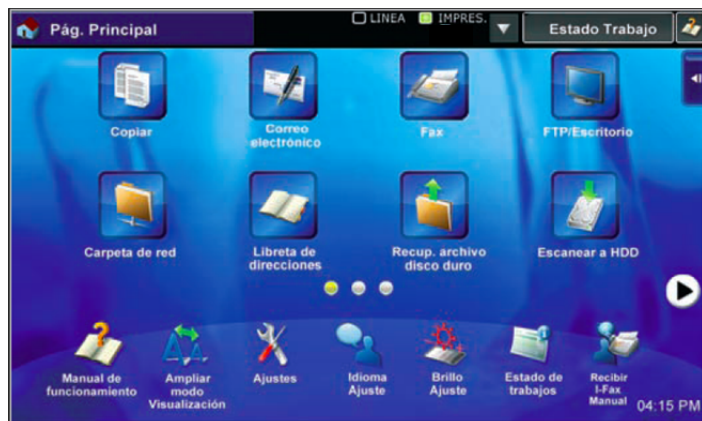 Pág. Principal
LINEA IMPRES.
Estado Trabajo
Copiar
Correo
electrónico
Fax
FTP/Escritorio
Carpeta de red
Libreta de
direcciones
Recup. archivo
disco duro
Escanear a HDD
Manual de
funcionamiento
Ampliar
modo
Visualización
Ajustes
Idioma
Ajuste
Brillo
Ajuste
Estado de
trabajos
Recibir
I-Fax
Manual
04:15 PM